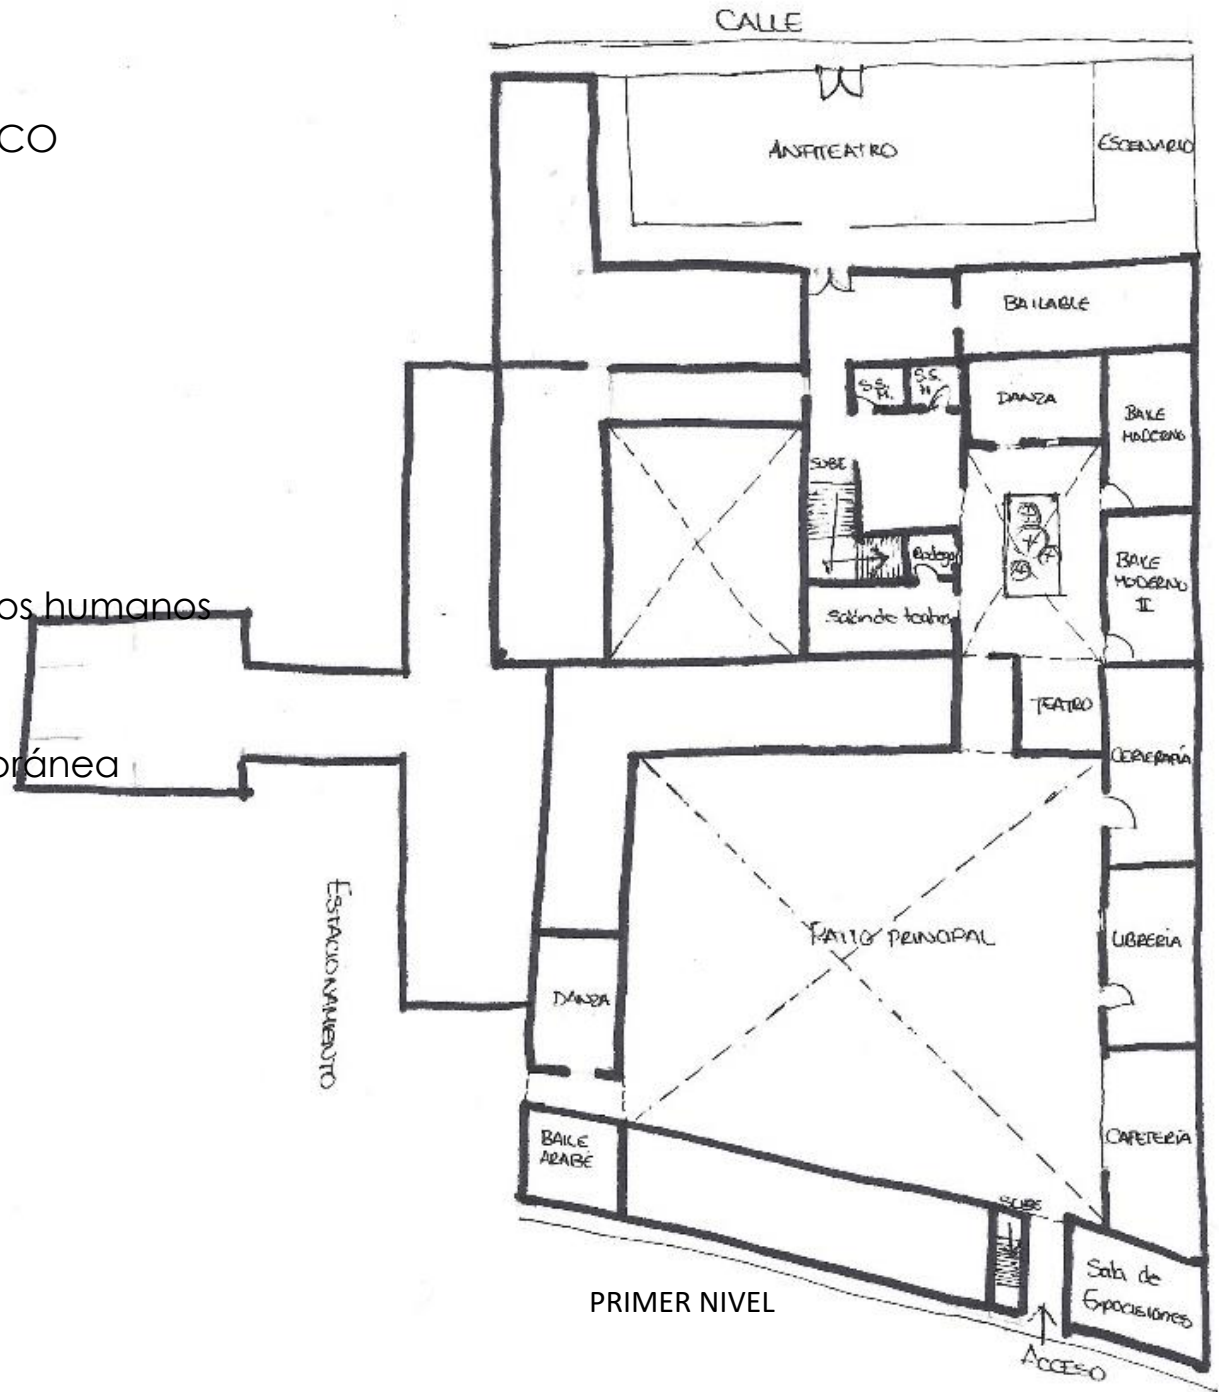 CALLE
CO
ANFITEATRO
ESCENARIO
BAILABLE
S.S.
M.
S.S.
H
DANZA
BAILE
MODERNO
SUBE
Bodega
BAILE
MODERNO
II
os humanos
Salón de teatro
TEATRO
oránea
ESTACIONAMIENTO
PATIO PRINCIPAL
LIBRERÍA
DANZA
BAILE
ARABE
CAFETERÍA
SUBE
Sala de
Exposiciones
PRIMER NIVEL
ACCESO